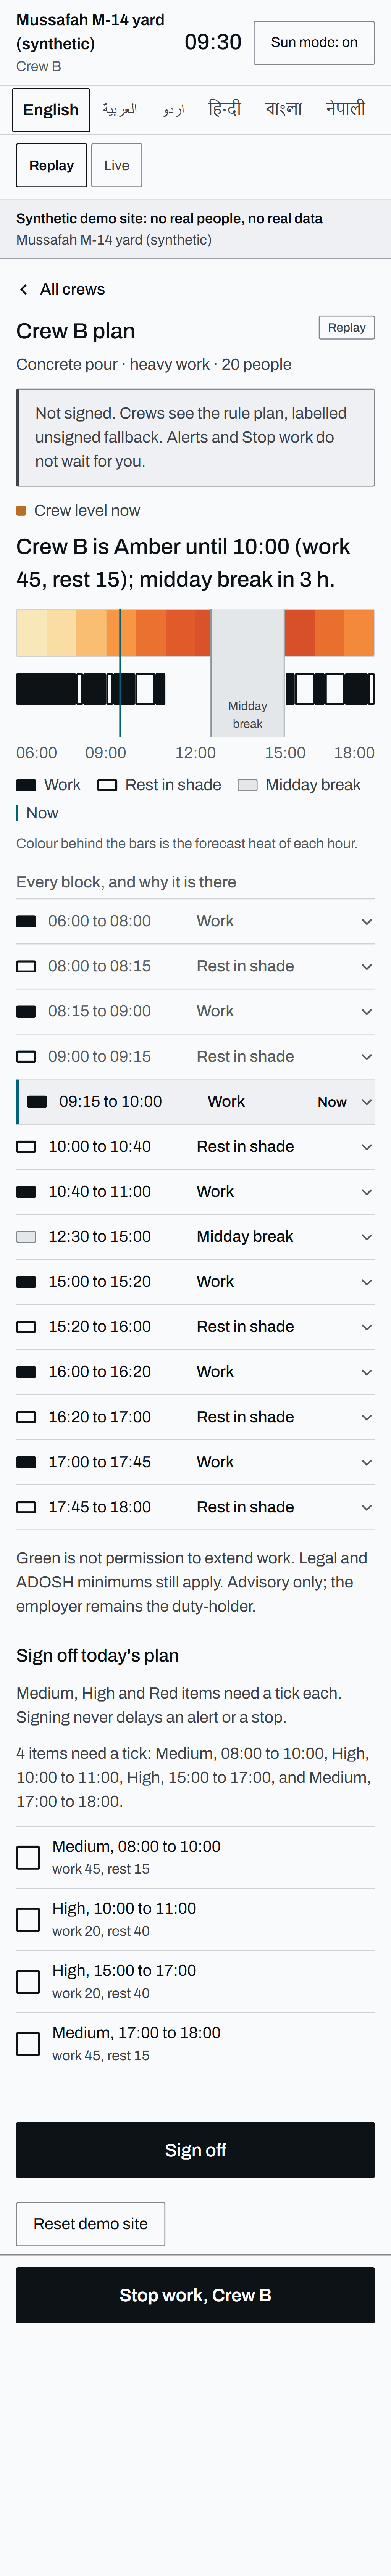 Mussafah M-14 yard
(synthetic)
Crew B
09:30
Sun mode: on
English
العربية
اردو
हिन्दी
বাংলা
नेपाली
Replay
Live
Synthetic demo site: no real people, no real data
Mussafah M-14 yard (synthetic)
All crews
Crew B plan
Replay
Concrete pour · heavy work · 20 people
Not signed. Crews see the rule plan, labelled
unsigned fallback. Alerts and Stop work do
not wait for you.
Crew level now
Crew B is Amber until 10:00 (work
45, rest 15); midday break in 3 h.
Midday
break
06:00 09:00 12:00 15:00 18:00
Work Rest in shade Midday break
Now
Colour behind the bars is the forecast heat of each hour.
Every block, and why it is there
06:00 to 08:00 Work
08:00 to 08:15 Rest in shade
08:15 to 09:00 Work
09:00 to 09:15 Rest in shade
09:15 to 10:00 Work Now
10:00 to 10:40 Rest in shade
10:40 to 11:00 Work
12:30 to 15:00 Midday break
15:00 to 15:20 Work
15:20 to 16:00 Rest in shade
16:00 to 16:20 Work
16:20 to 17:00 Rest in shade
17:00 to 17:45 Work
17:45 to 18:00 Rest in shade
Green is not permission to extend work. Legal and
ADOSH minimums still apply. Advisory only; the
employer remains the duty-holder.
Sign off today's plan
Medium, High and Red items need a tick each.
Signing never delays an alert or a stop.
4 items need a tick: Medium, 08:00 to 10:00, High,
10:00 to 11:00, High, 15:00 to 17:00, and Medium,
17:00 to 18:00.
Medium, 08:00 to 10:00
work 45, rest 15
High, 10:00 to 11:00
work 20, rest 40
High, 15:00 to 17:00
work 20, rest 40
Medium, 17:00 to 18:00
work 45, rest 15
Sign off
Reset demo site
Stop work, Crew B